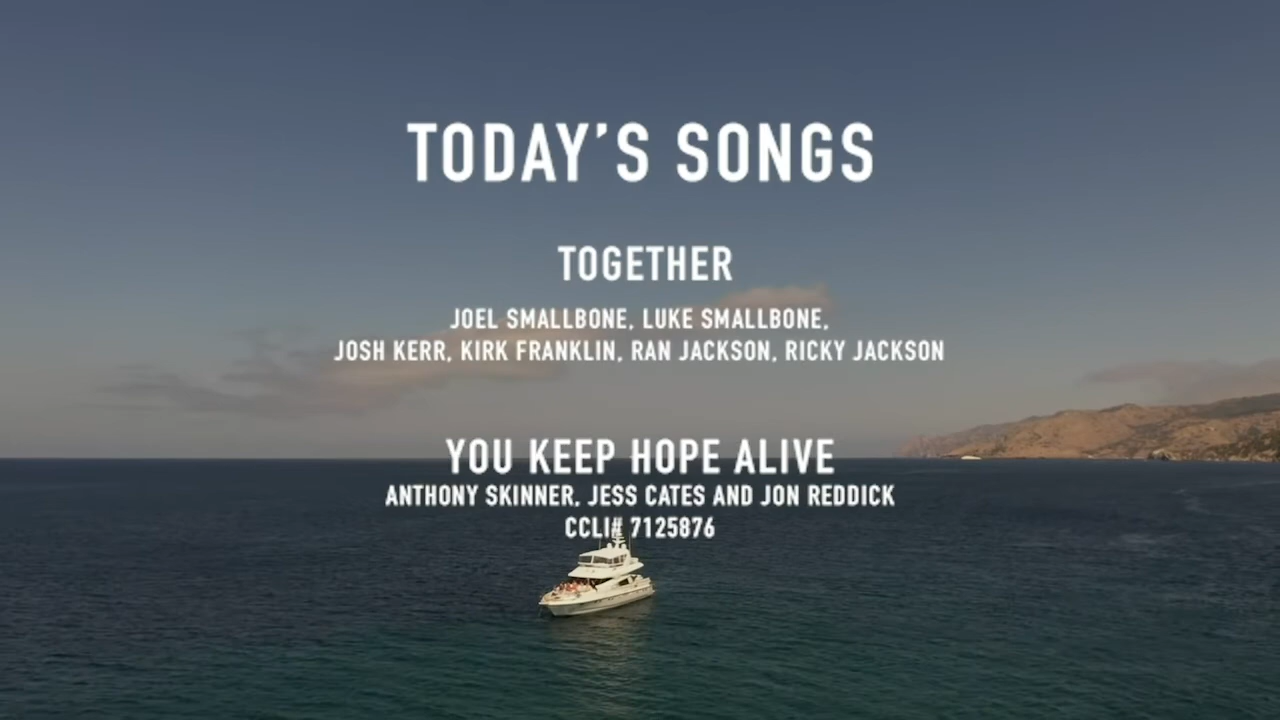 TODAY'S SONGS
TOGETHER
JOEL SMALLBONE, LUKE SMALLBONE,
JOSH KERR, KIRK FRANKLIN, RAN JACKSON, RICKY JACKSON
YOU KEEP HOPE ALIVE
ANTHONY SKINNER, JESS CATES AND JON REDDICK
CCLI# 7125876